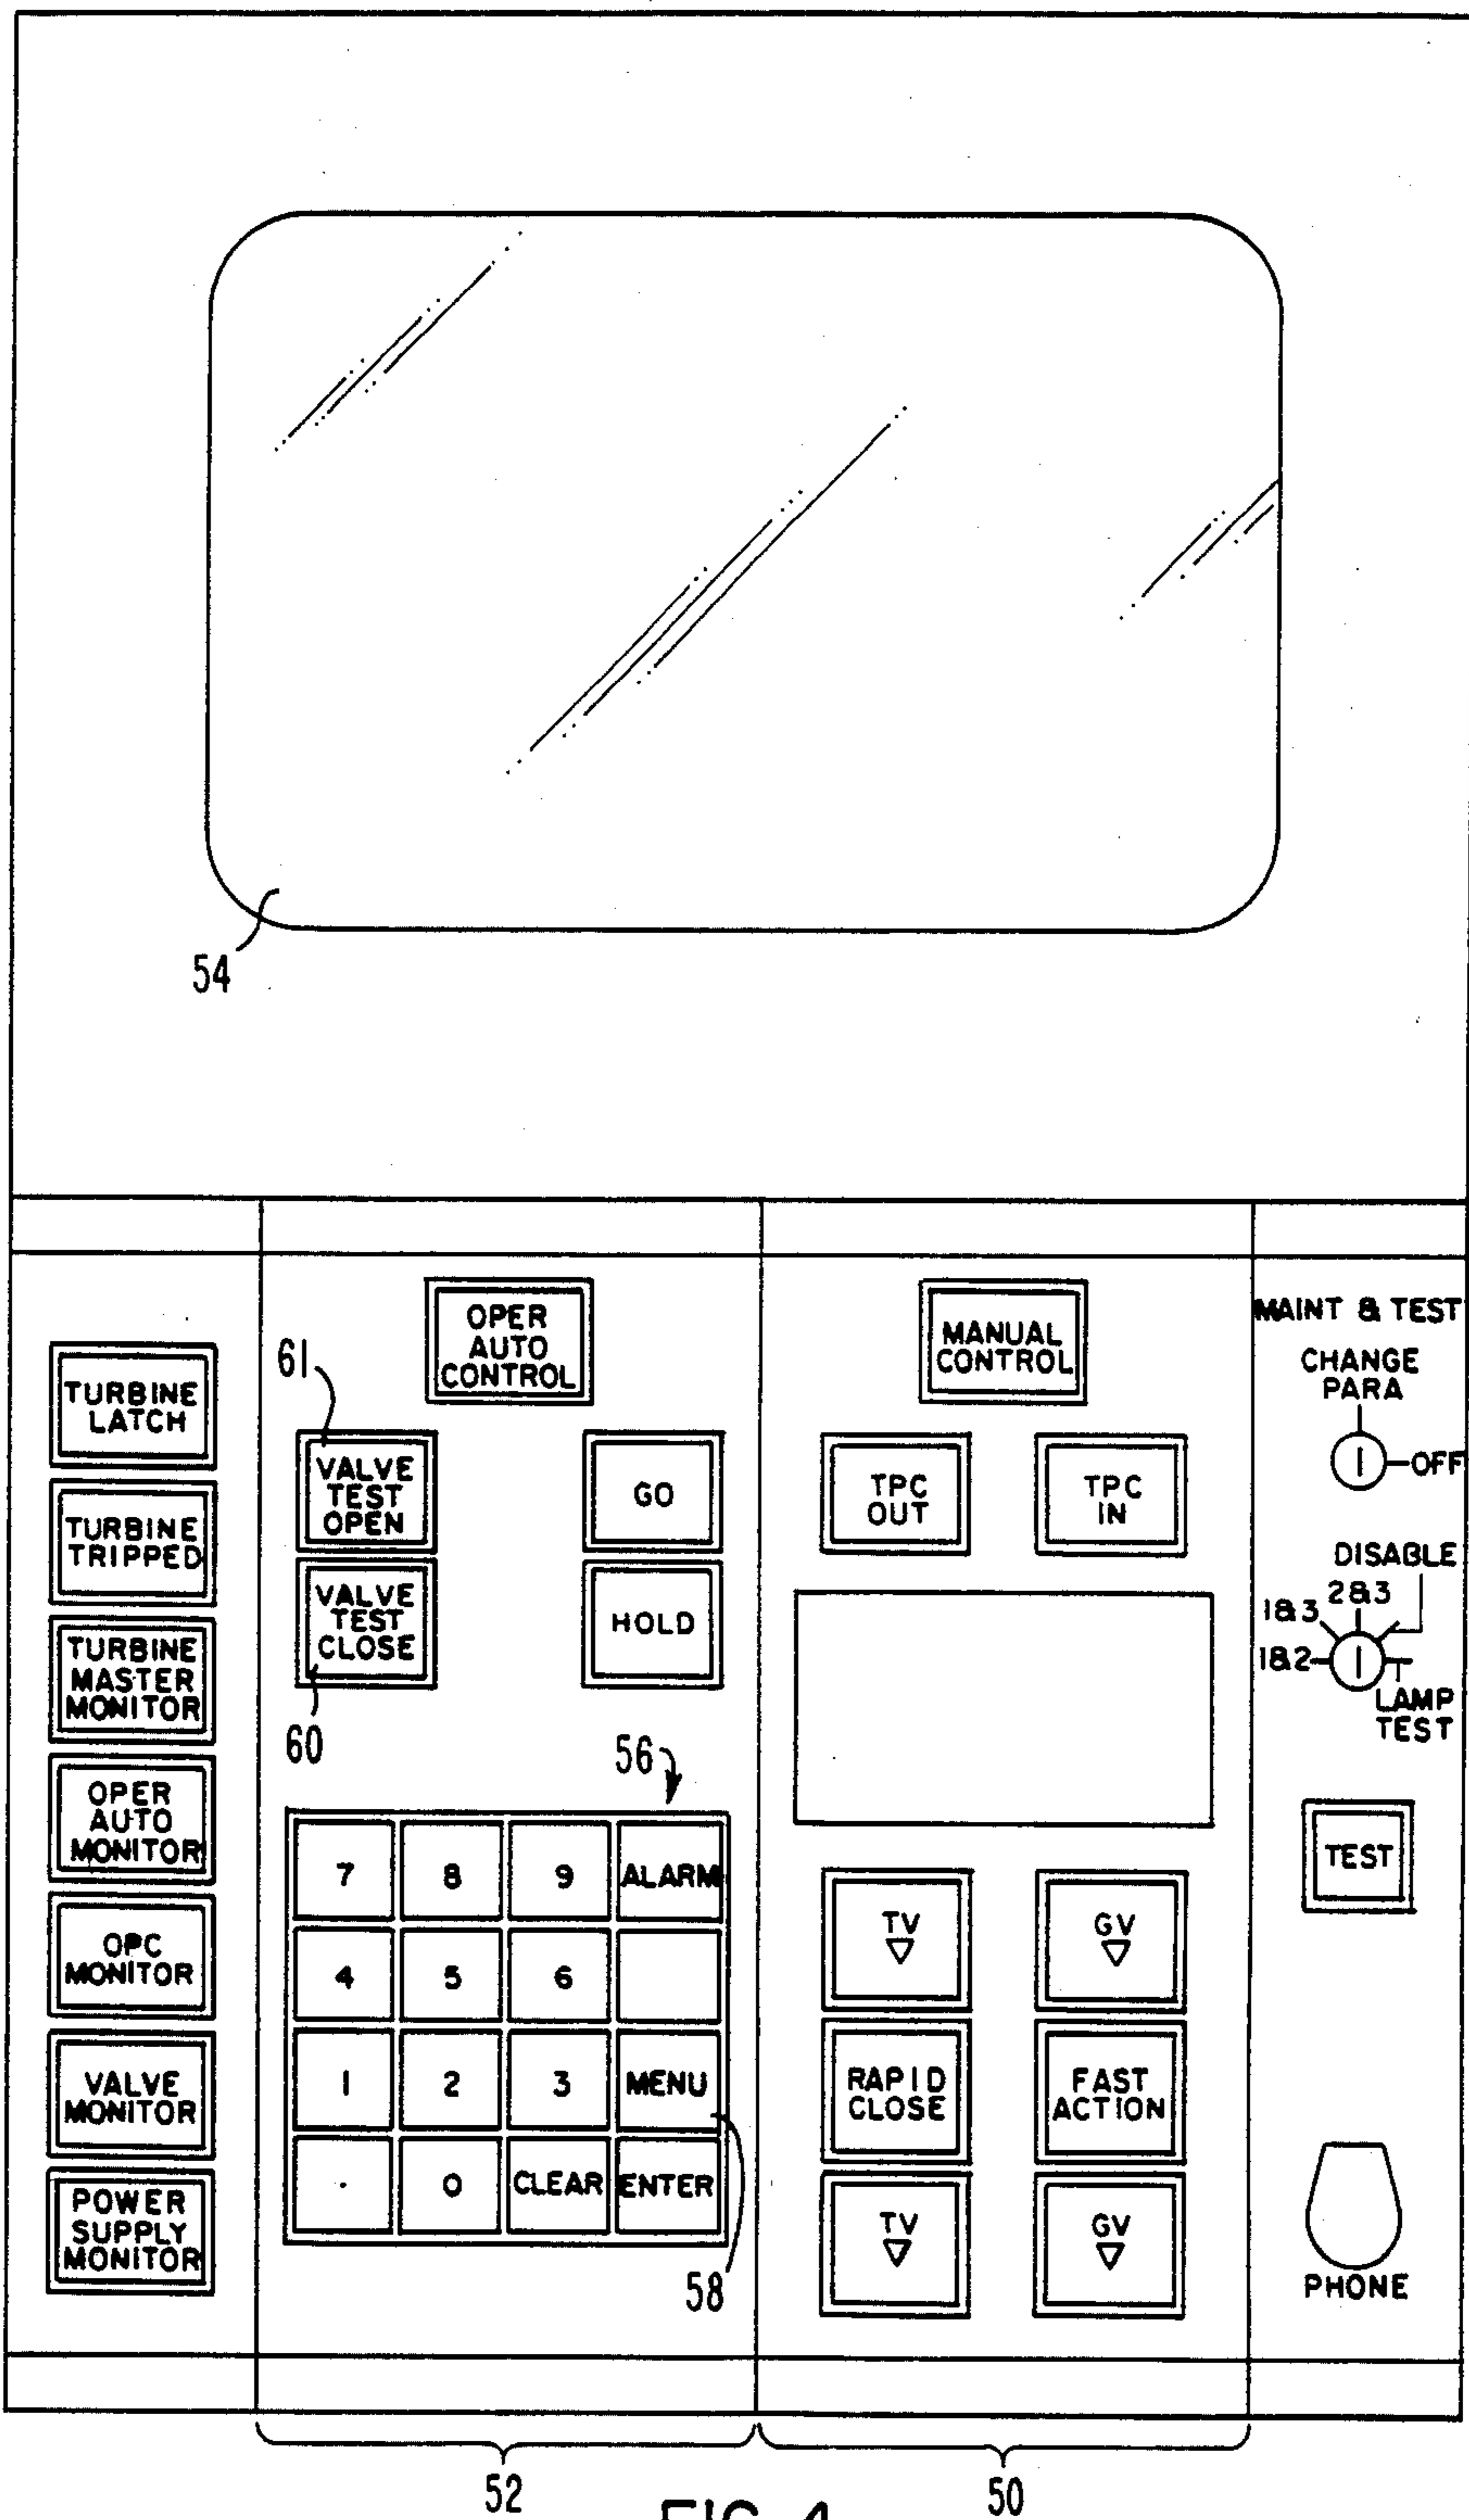 54
TURBINE
LATCH
TURBINE
TRIPPED
TURBINE
MASTER
MONITOR
OPER
AUTO
MONITOR
OPC
MONITOR
VALVE
MONITOR
POWER
SUPPLY
MONITOR
OPER
AUTO
CONTROL
61
VALVE
TEST
OPEN
GO
VALVE
TEST
CLOSE
HOLD
60
56
7 8 9 ALARM
4 5 6
1 2 3 MENU
. 0 CLEAR ENTER
58
MANUAL
CONTROL
TPC
OUT
TPC
IN
TV
GV
RAPID
CLOSE
FAST
ACTION
TV
GV
MAINT & TEST
CHANGE
PARA
OFF
DISABLE
2&3
1&3
1&2
LAMP
TEST
TEST
PHONE
52
50
FIG. 4